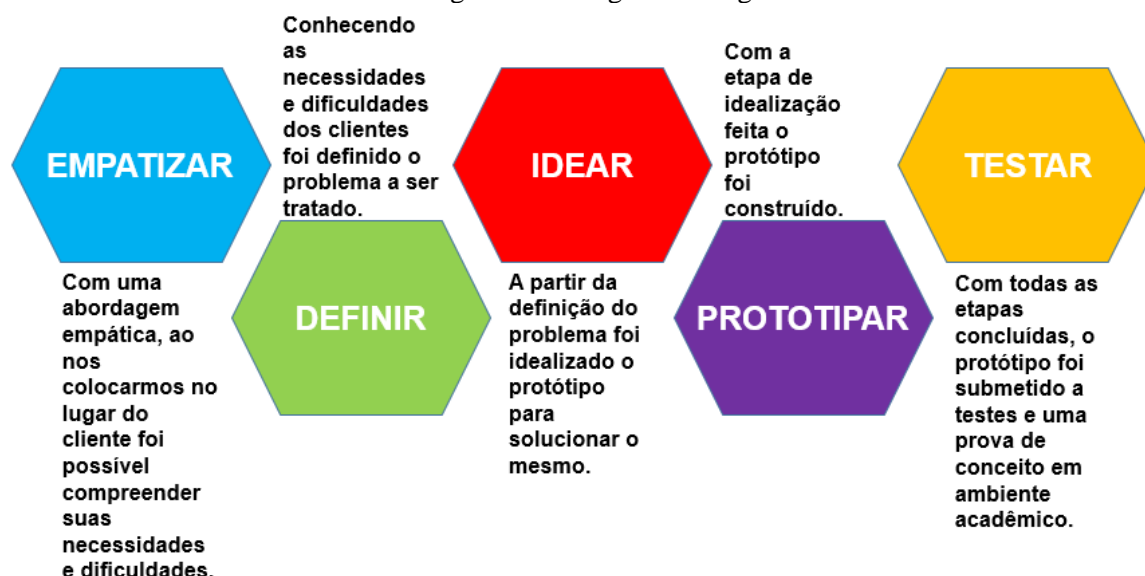 Conhecendo
as
necessidades
e dificuldades
dos clientes
foi definido o
problema a ser
tratado.
Com a
etapa de
idealização
feita o
protótipo
foi
construído.
EMPATIZAR
IDEAR
TESTAR
DEFINIR
PROTOTIPAR
Com uma
abordagem
empática, ao
nos
colocarmos no
lugar do
cliente foi
possível
compreender
suas
necessidades
e dificuldades.
A partir da
definição do
problema foi
idealizado o
protótipo
para
solucionar o
mesmo.
Com todas as
etapas
concluídas, o
protótipo foi
submetido a
testes e uma
prova de
conceito em
ambiente
acadêmico.